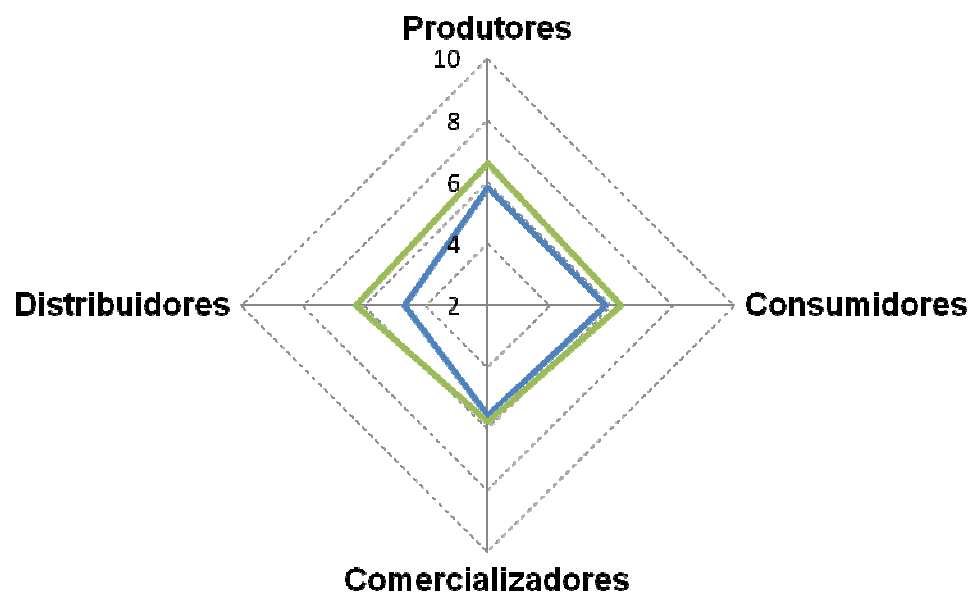 Produtores
10
8
6
4
Distribuidores
2
Consumidores
Comercializadores